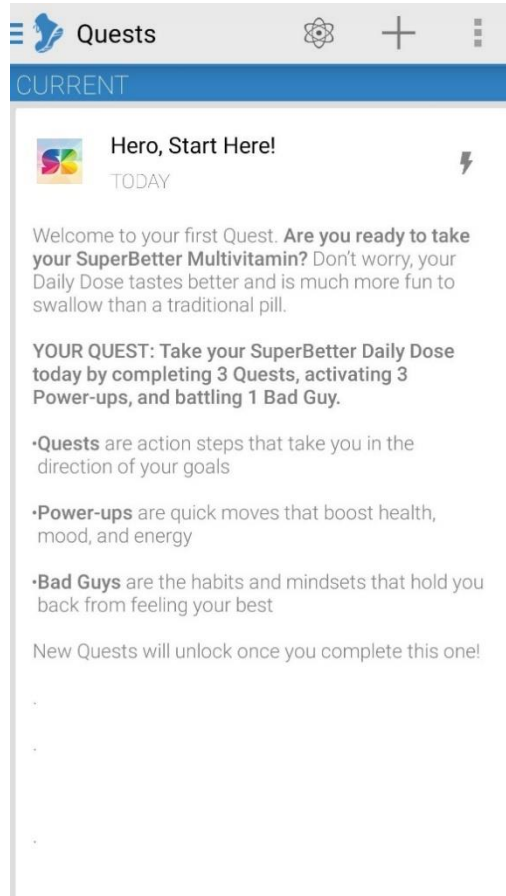 Quests
CURRENT
SB
Hero, Start Here!
TODAY
Welcome to your first Quest. Are you ready to take
your SuperBetter Multivitamin? Don't worry, your
Daily Dose tastes better and is much more fun to
swallow than a traditional pill.
YOUR QUEST: Take your SuperBetter Daily Dose
today by completing 3 Quests, activating 3
Power-ups, and battling 1 Bad Guy.
•Quests are action steps that take you in the
direction of your goals
•Power-ups are quick moves that boost health,
mood, and energy
•Bad Guys are the habits and mindsets that hold you
back from feeling your best
New Quests will unlock once you complete this one!
.
.
.